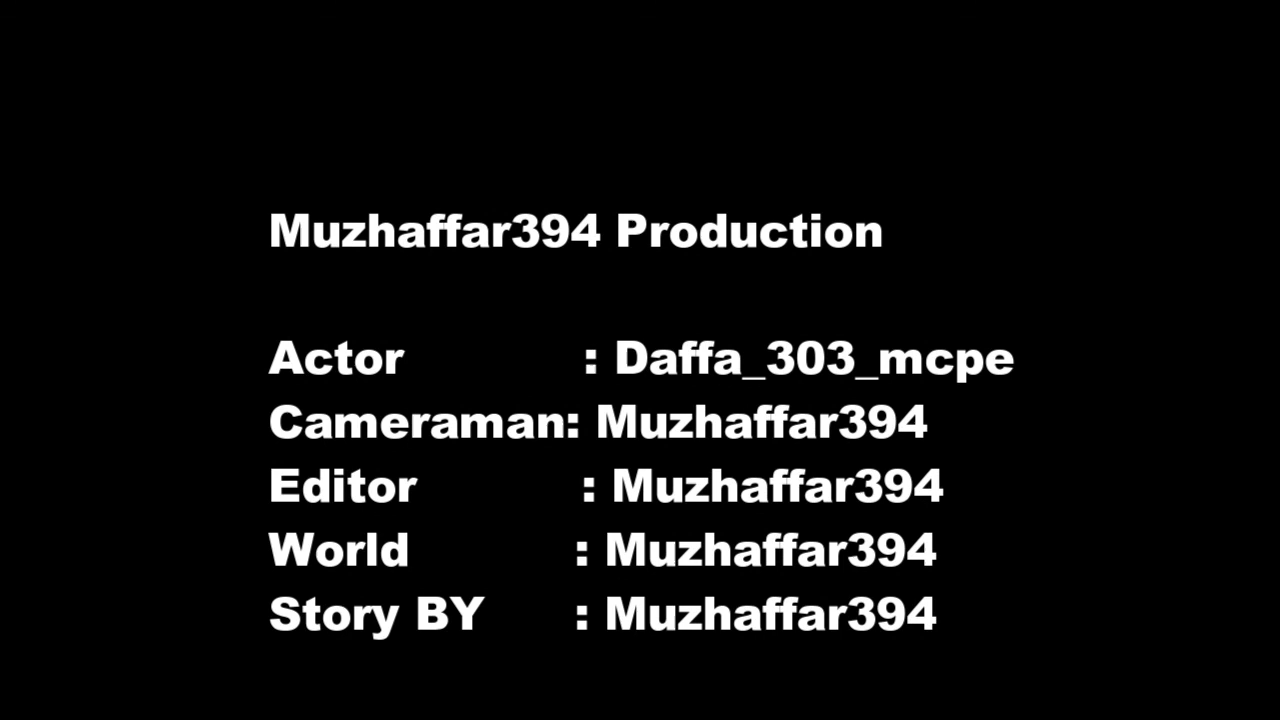 Muzhaffar394 Production
Actor : Daffa_303_mcpe
Cameraman: Muzhaffar394
Editor : Muzhaffar394
World : Muzhaffar394
Story BY : Muzhaffar394